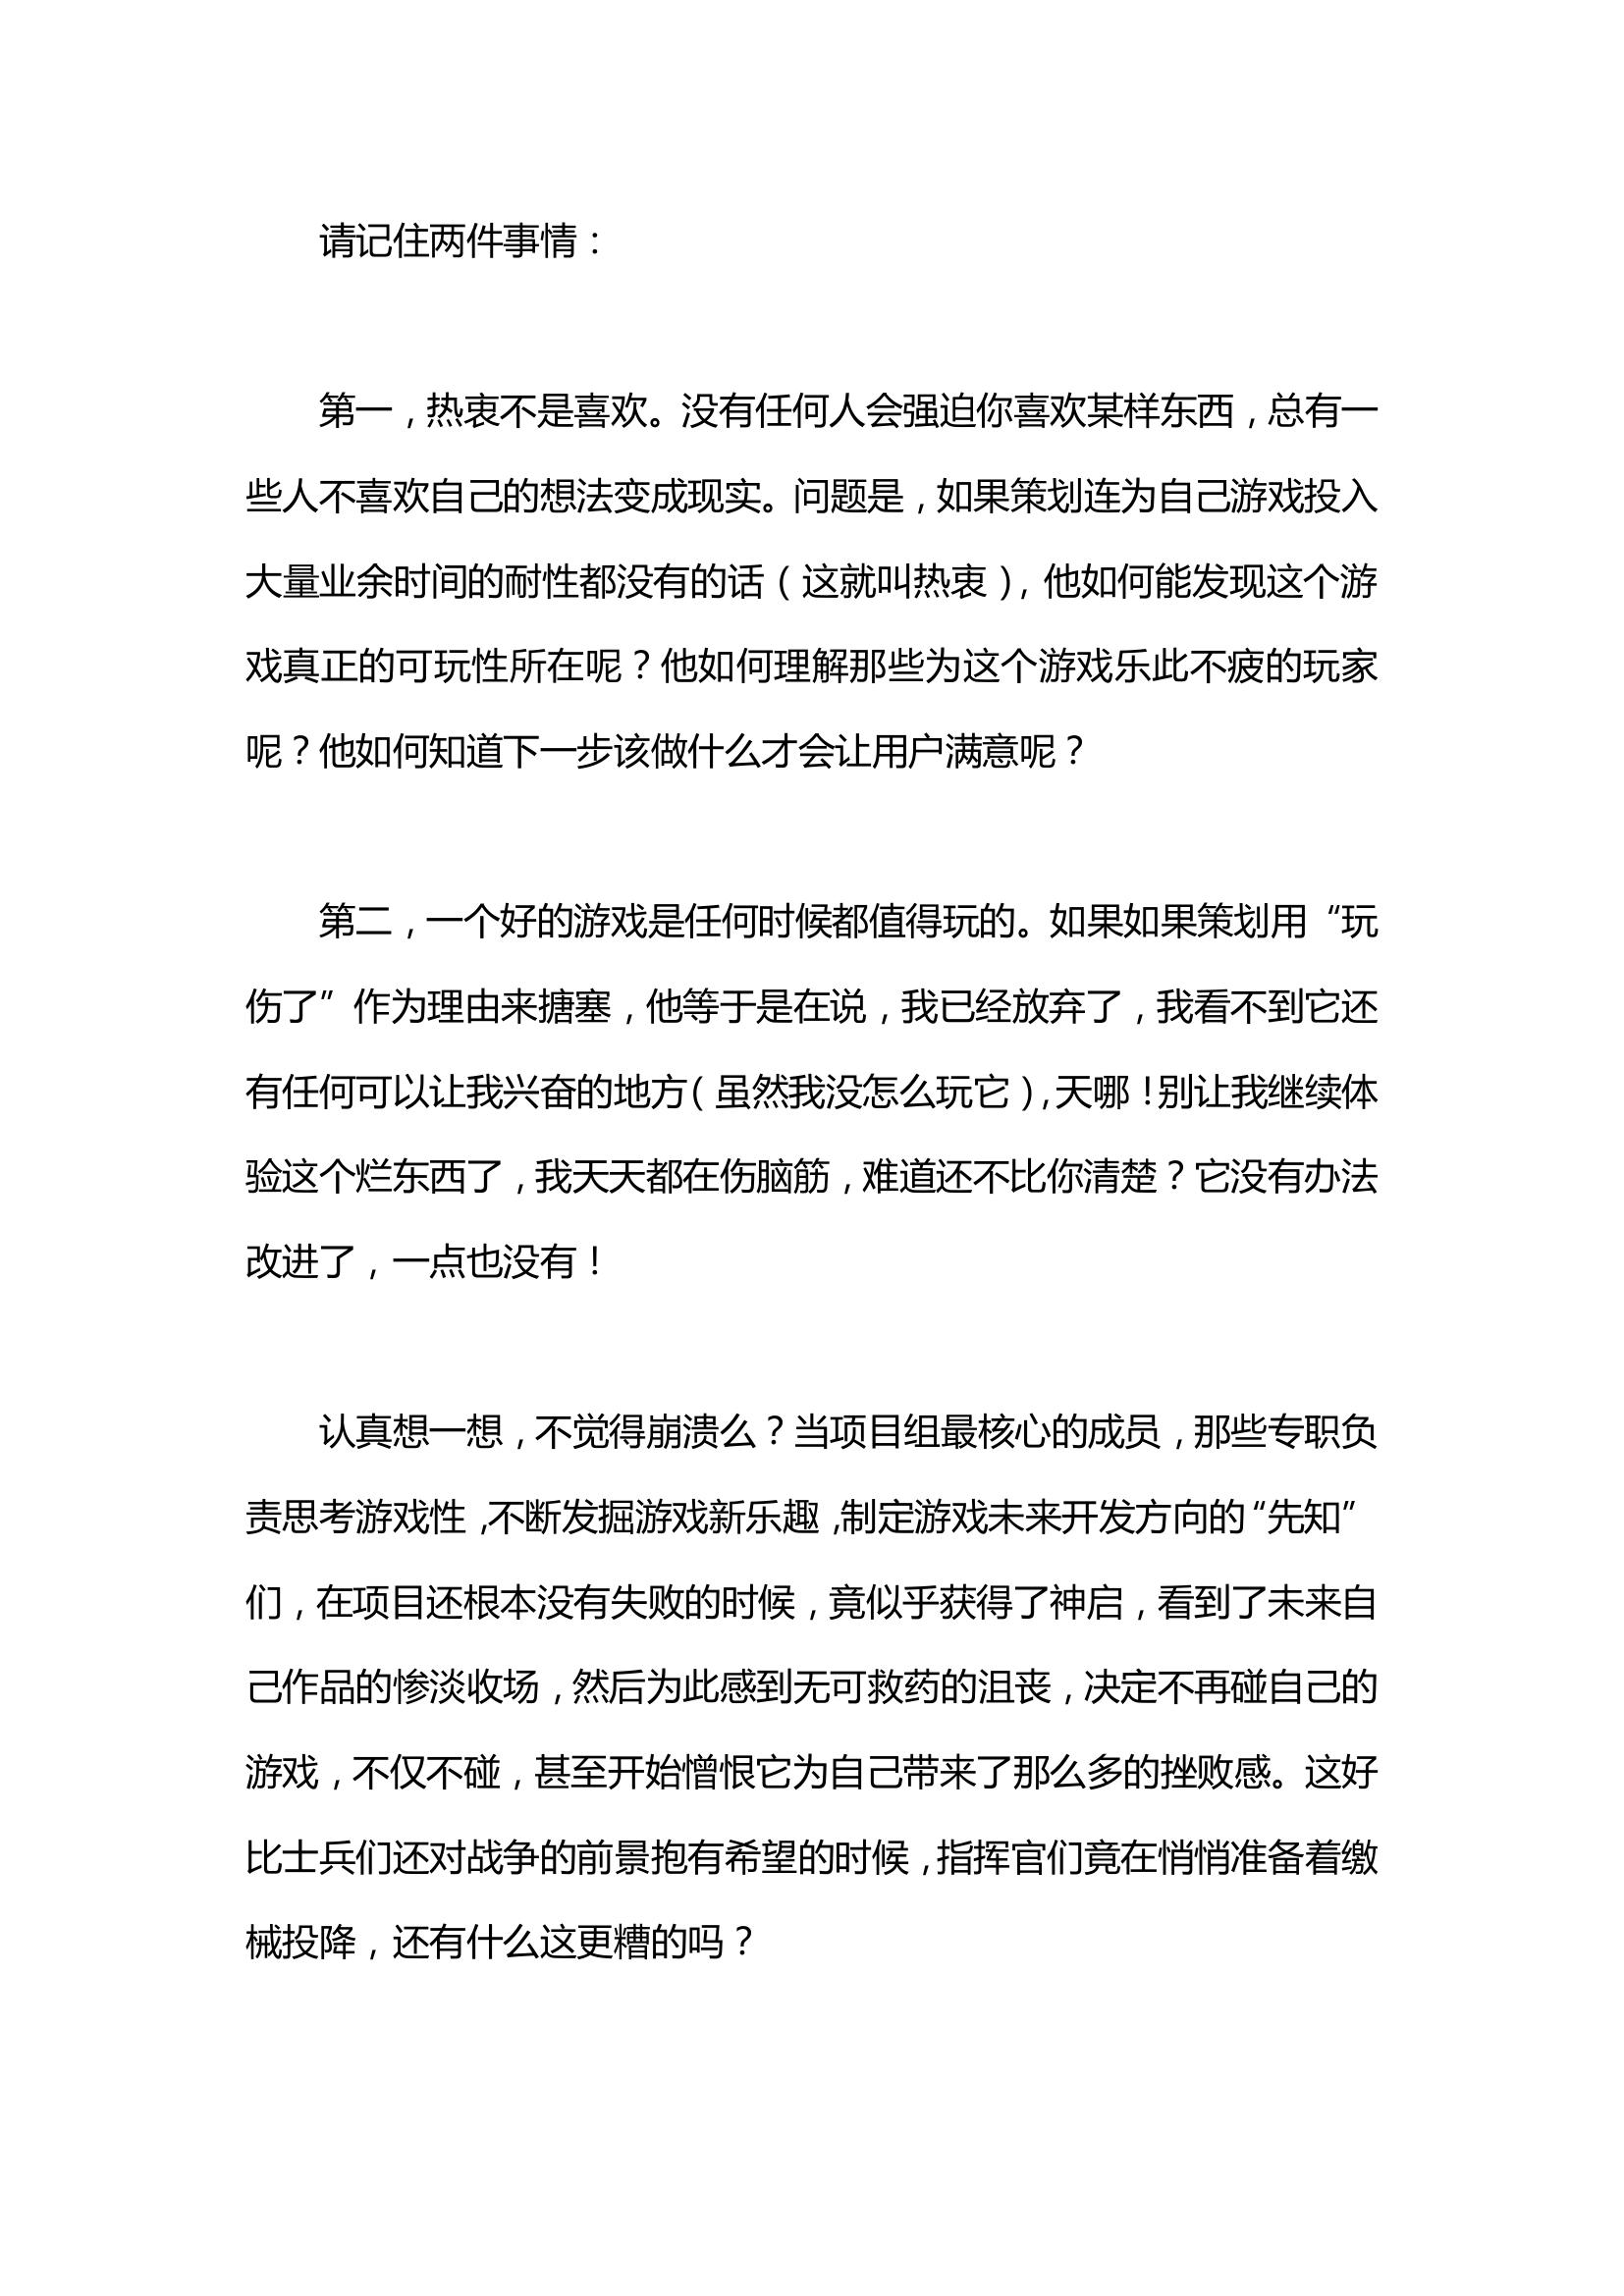 请记住两件事情：
第一，热衷不是喜欢。没有任何人会强迫你喜欢某样东西，总有一
些人不喜欢自己的想法变成现实。问题是，如果策划连为自己游戏投入
大量业余时间的耐性都没有的话（这就叫热衷），他如何能发现这个游
戏真正的可玩性所在呢？他如何理解那些为这个游戏乐此不疲的玩家
呢？他如何知道下一步该做什么才会让用户满意呢？
第二，一个好的游戏是任何时候都值得玩的。如果如果策划用“玩
伤了”作为理由来搪塞，他等于是在说，我已经放弃了，我看不到它还
有任何可以让我兴奋的地方（虽然我没怎么玩它），天哪！别让我继续体
验这个烂东西了，我天天都在伤脑筋，难道还不比你清楚？它没有办法
改进了，一点也没有！
认真想一想，不觉得崩溃么？当项目组最核心的成员，那些专职负
责思考游戏性，不断发掘游戏新乐趣，制定游戏未来开发方向的“先知”
们，在项目还根本没有失败的时候，竟似乎获得了神启，看到了未来自
己作品的惨淡收场，然后为此感到无可救药的沮丧，决定不再碰自己的
游戏，不仅不碰，甚至开始憎恨它为自己带来了那么多的挫败感。这好
比士兵们还对战争的前景抱有希望的时候，指挥官们竟在悄悄准备着缴
械投降，还有什么这更糟的吗？